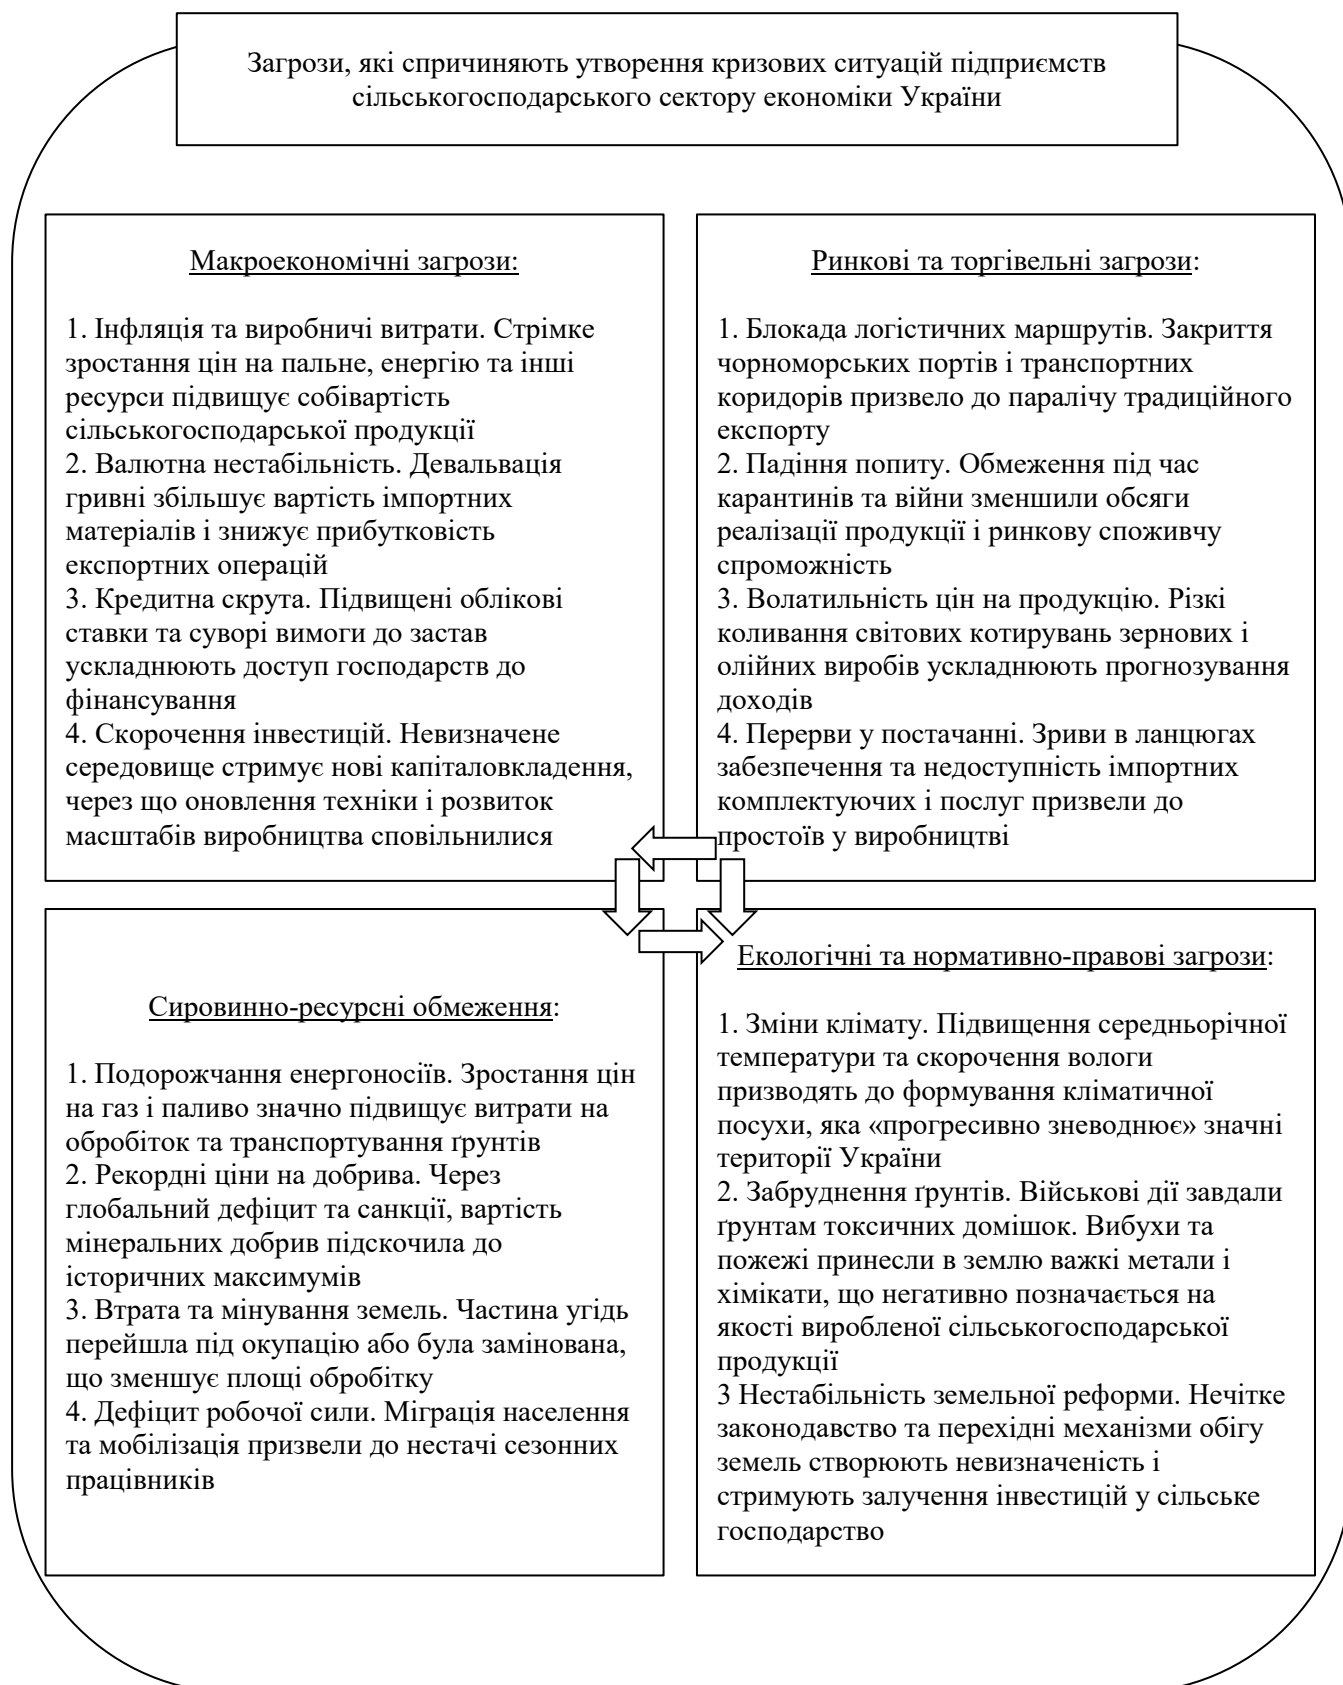 Загрози, які спричиняють утворення кризових ситуацій підприємств
сільськогосподарського сектору економіки України
Макроекономічні загрози:
1. Інфляція та виробничі витрати. Стрімке
зростання цін на пальне, енергію та інші
ресурси підвищує собівартість
сільськогосподарської продукції
2. Валютна нестабільність. Девальвація
гривні збільшує вартість імпортних
матеріалів і знижує прибутковість
експортних операцій
3. Кредитна скрута. Підвищені облікові
ставки та суворі вимоги до застав
ускладнюють доступ господарств до
фінансування
4. Скорочення інвестицій. Невизначене
середовище стримує нові капіталовкладення,
через що оновлення техніки і розвиток
масштабів виробництва сповільнилися
Ринкові та торгівельні загрози:
1. Блокада логістичних маршрутів. Закриття
чорноморських портів і транспортних
коридорів призвело до паралічу традиційного
експорту
2. Падіння попиту. Обмеження під час
карантинів та війни зменшили обсяги
реалізації продукції і ринкову споживчу
спроможність
3. Волатильність цін на продукцію. Різкі
коливання світових котирувань зернових і
олійних виробів ускладнюють прогнозування
доходів
4. Перерви у постачанні. Зриви в ланцюгах
забезпечення та недоступність імпортних
комплектуючих і послуг призвели до
простоїв у виробництві
Сировинно-ресурсні обмеження:
1. Подорожчання енергоносіїв. Зростання цін
на газ і паливо значно підвищує витрати на
обробіток та транспортування ґрунтів
2. Рекордні ціни на добрива. Через
глобальний дефіцит та санкції, вартість
мінеральних добрив підскочила до
історичних максимумів
3. Втрата та мінування земель. Частина угідь
перейшла під окупацію або була замінована,
що зменшує площі обробітку
4. Дефіцит робочої сили. Міграція населення
та мобілізація призвели до нестачі сезонних
працівників
Екологічні та нормативно-правові загрози:
1. Зміни клімату. Підвищення середньорічної
температури та скорочення вологи
призводять до формування кліматичної
посухи, яка «прогресивно зневоднює» значні
території України
2. Забруднення ґрунтів. Військові дії завдали
ґрунтам токсичних домішок. Вибухи та
пожежі принесли в землю важкі метали і
хімікати, що негативно позначається на
якості виробленої сільськогосподарської
продукції
3 Нестабільність земельної реформи. Нечітке
законодавство та перехідні механізми обігу
земель створюють невизначеність і
стримують залучення інвестицій у сільське
господарство